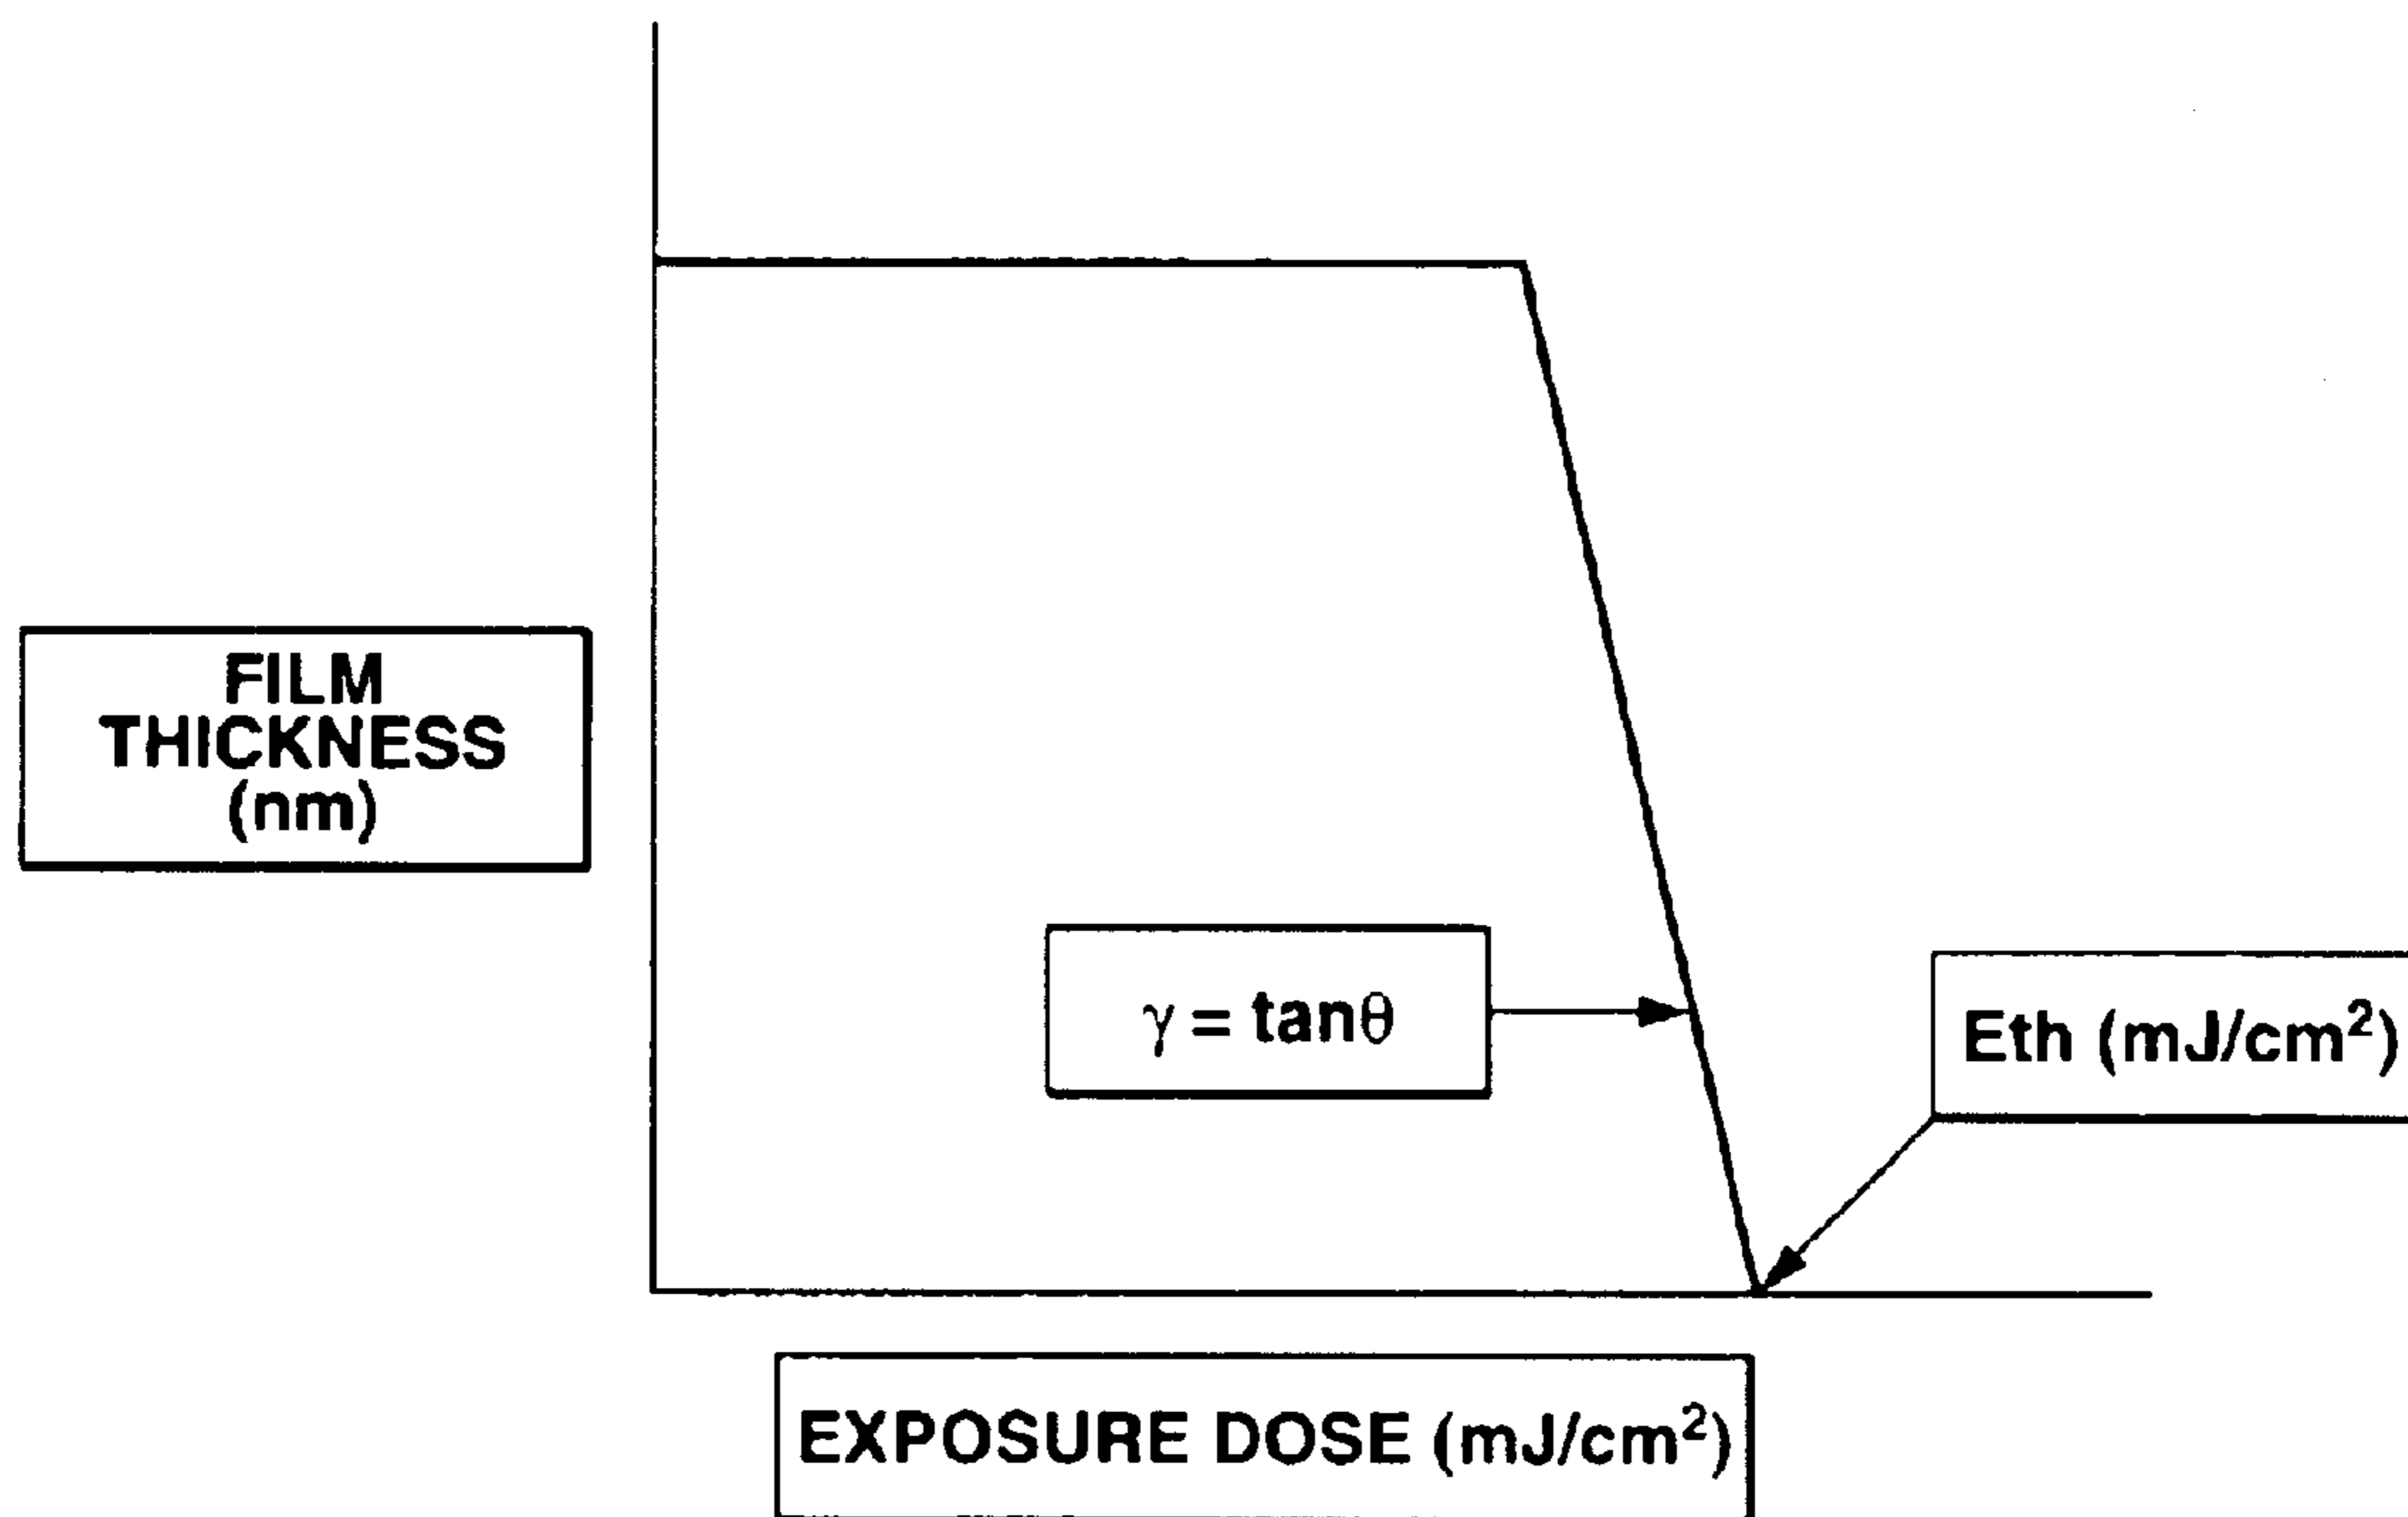 FILM
THICKNESS
(nm)
γ = tanθ
Eth (mJ/cm²)
EXPOSURE DOSE (mJ/cm²)